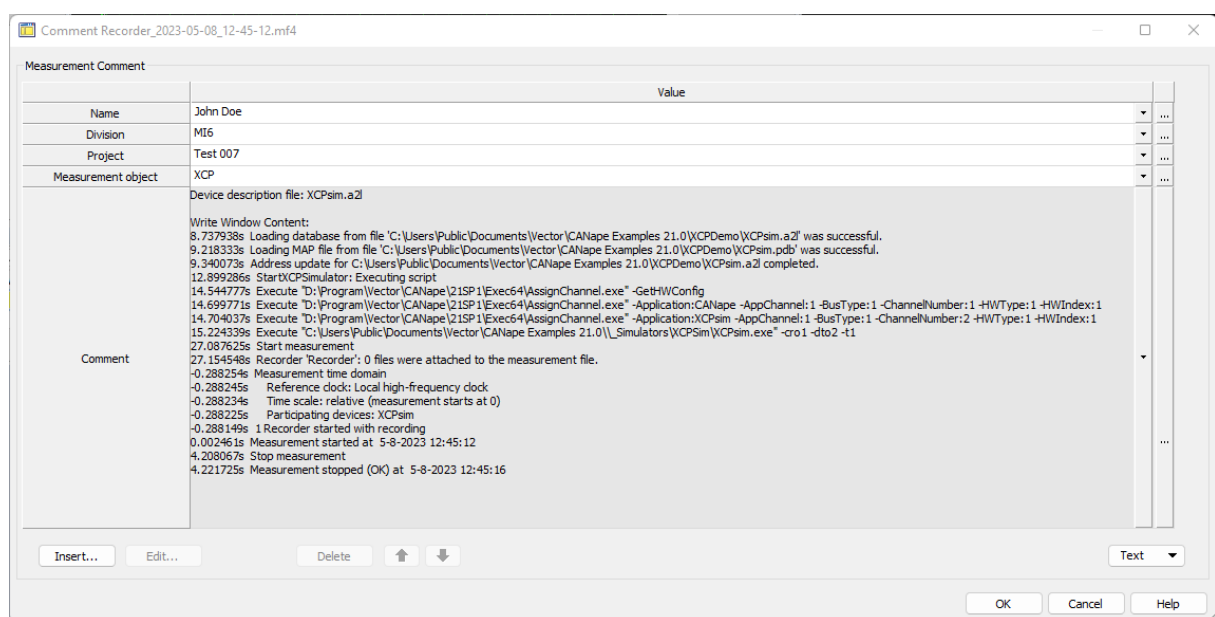 Comment Recorder_2023-05-08_12-45-12.mf4
Measurement Comment
Value
Name John Doe ...
Division MI6 ...
Project Test 007 ...
Measurement object XCP ...
Device description file: XCPsim.a2l
Write Window Content:
8.737938s Loading database from file 'C:\Users\Public\Documents\Vector\CANape Examples 21.0\XCPDemo\XCPsim.a2l' was successful.
9.218333s Loading MAP file from file 'C:\Users\Public\Documents\Vector\CANape Examples 21.0\XCPDemo\XCPsim.pdb' was successful.
9.340073s Address update for C:\Users\Public\Documents\Vector\CANape Examples 21.0\XCPDemo\XCPsim.a2l completed.
12.899286s StartXCPSimulator: Executing script
14.544777s Execute "D:\Program\Vector\CANape\21SP1\Exec64\AssignChannel.exe" -GetHWConfig
14.699771s Execute "D:\Program\Vector\CANape\21SP1\Exec64\AssignChannel.exe" -Application:CANape -AppChannel:1 -BusType:1 -ChannelNumber:1 -HWType:1 -HWIndex:1
14.704037s Execute "D:\Program\Vector\CANape\21SP1\Exec64\AssignChannel.exe" -Application:XCPsim -AppChannel:1 -BusType:1 -ChannelNumber:2 -HWType:1 -HWIndex:1
15.224339s Execute "C:\Users\Public\Documents\Vector\CANape Examples 21.0\\_Simulators\XCPSim\XCPsim.exe" -cro1 -dto2 -t1
27.087625s Start measurement
Comment 27.154548s Recorder 'Recorder': 0 files were attached to the measurement file.
-0.288254s Measurement time domain
-0.288245s Reference clock: Local high-frequency clock
-0.288234s Time scale: relative (measurement starts at 0)
-0.288225s Participating devices: XCPsim
-0.288149s 1 Recorder started with recording
0.002461s Measurement started at 5-8-2023 12:45:12 ...
4.208067s Stop measurement
4.221725s Measurement stopped (OK) at 5-8-2023 12:45:16
Insert... Edit... Delete Text
OK Cancel Help